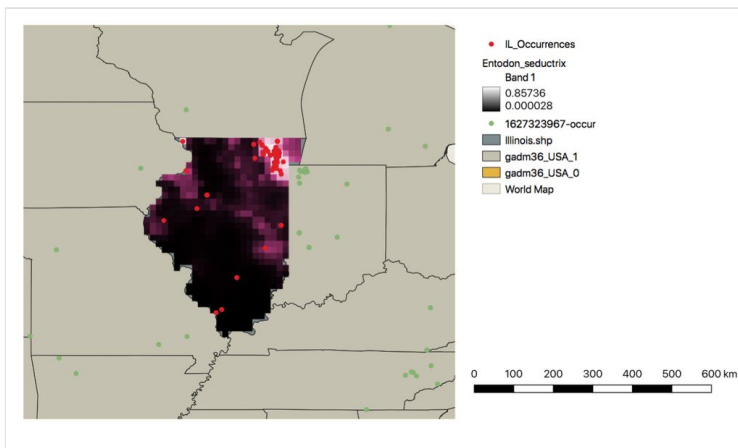 IL_Occurrences
Entodon_seductrix
Band 1
0.85736
0.000028
1627323967-occur
Illinois.shp
gadm36_USA_1
gadm36_USA_0
World Map
0 100 200 300 400 500 600 km